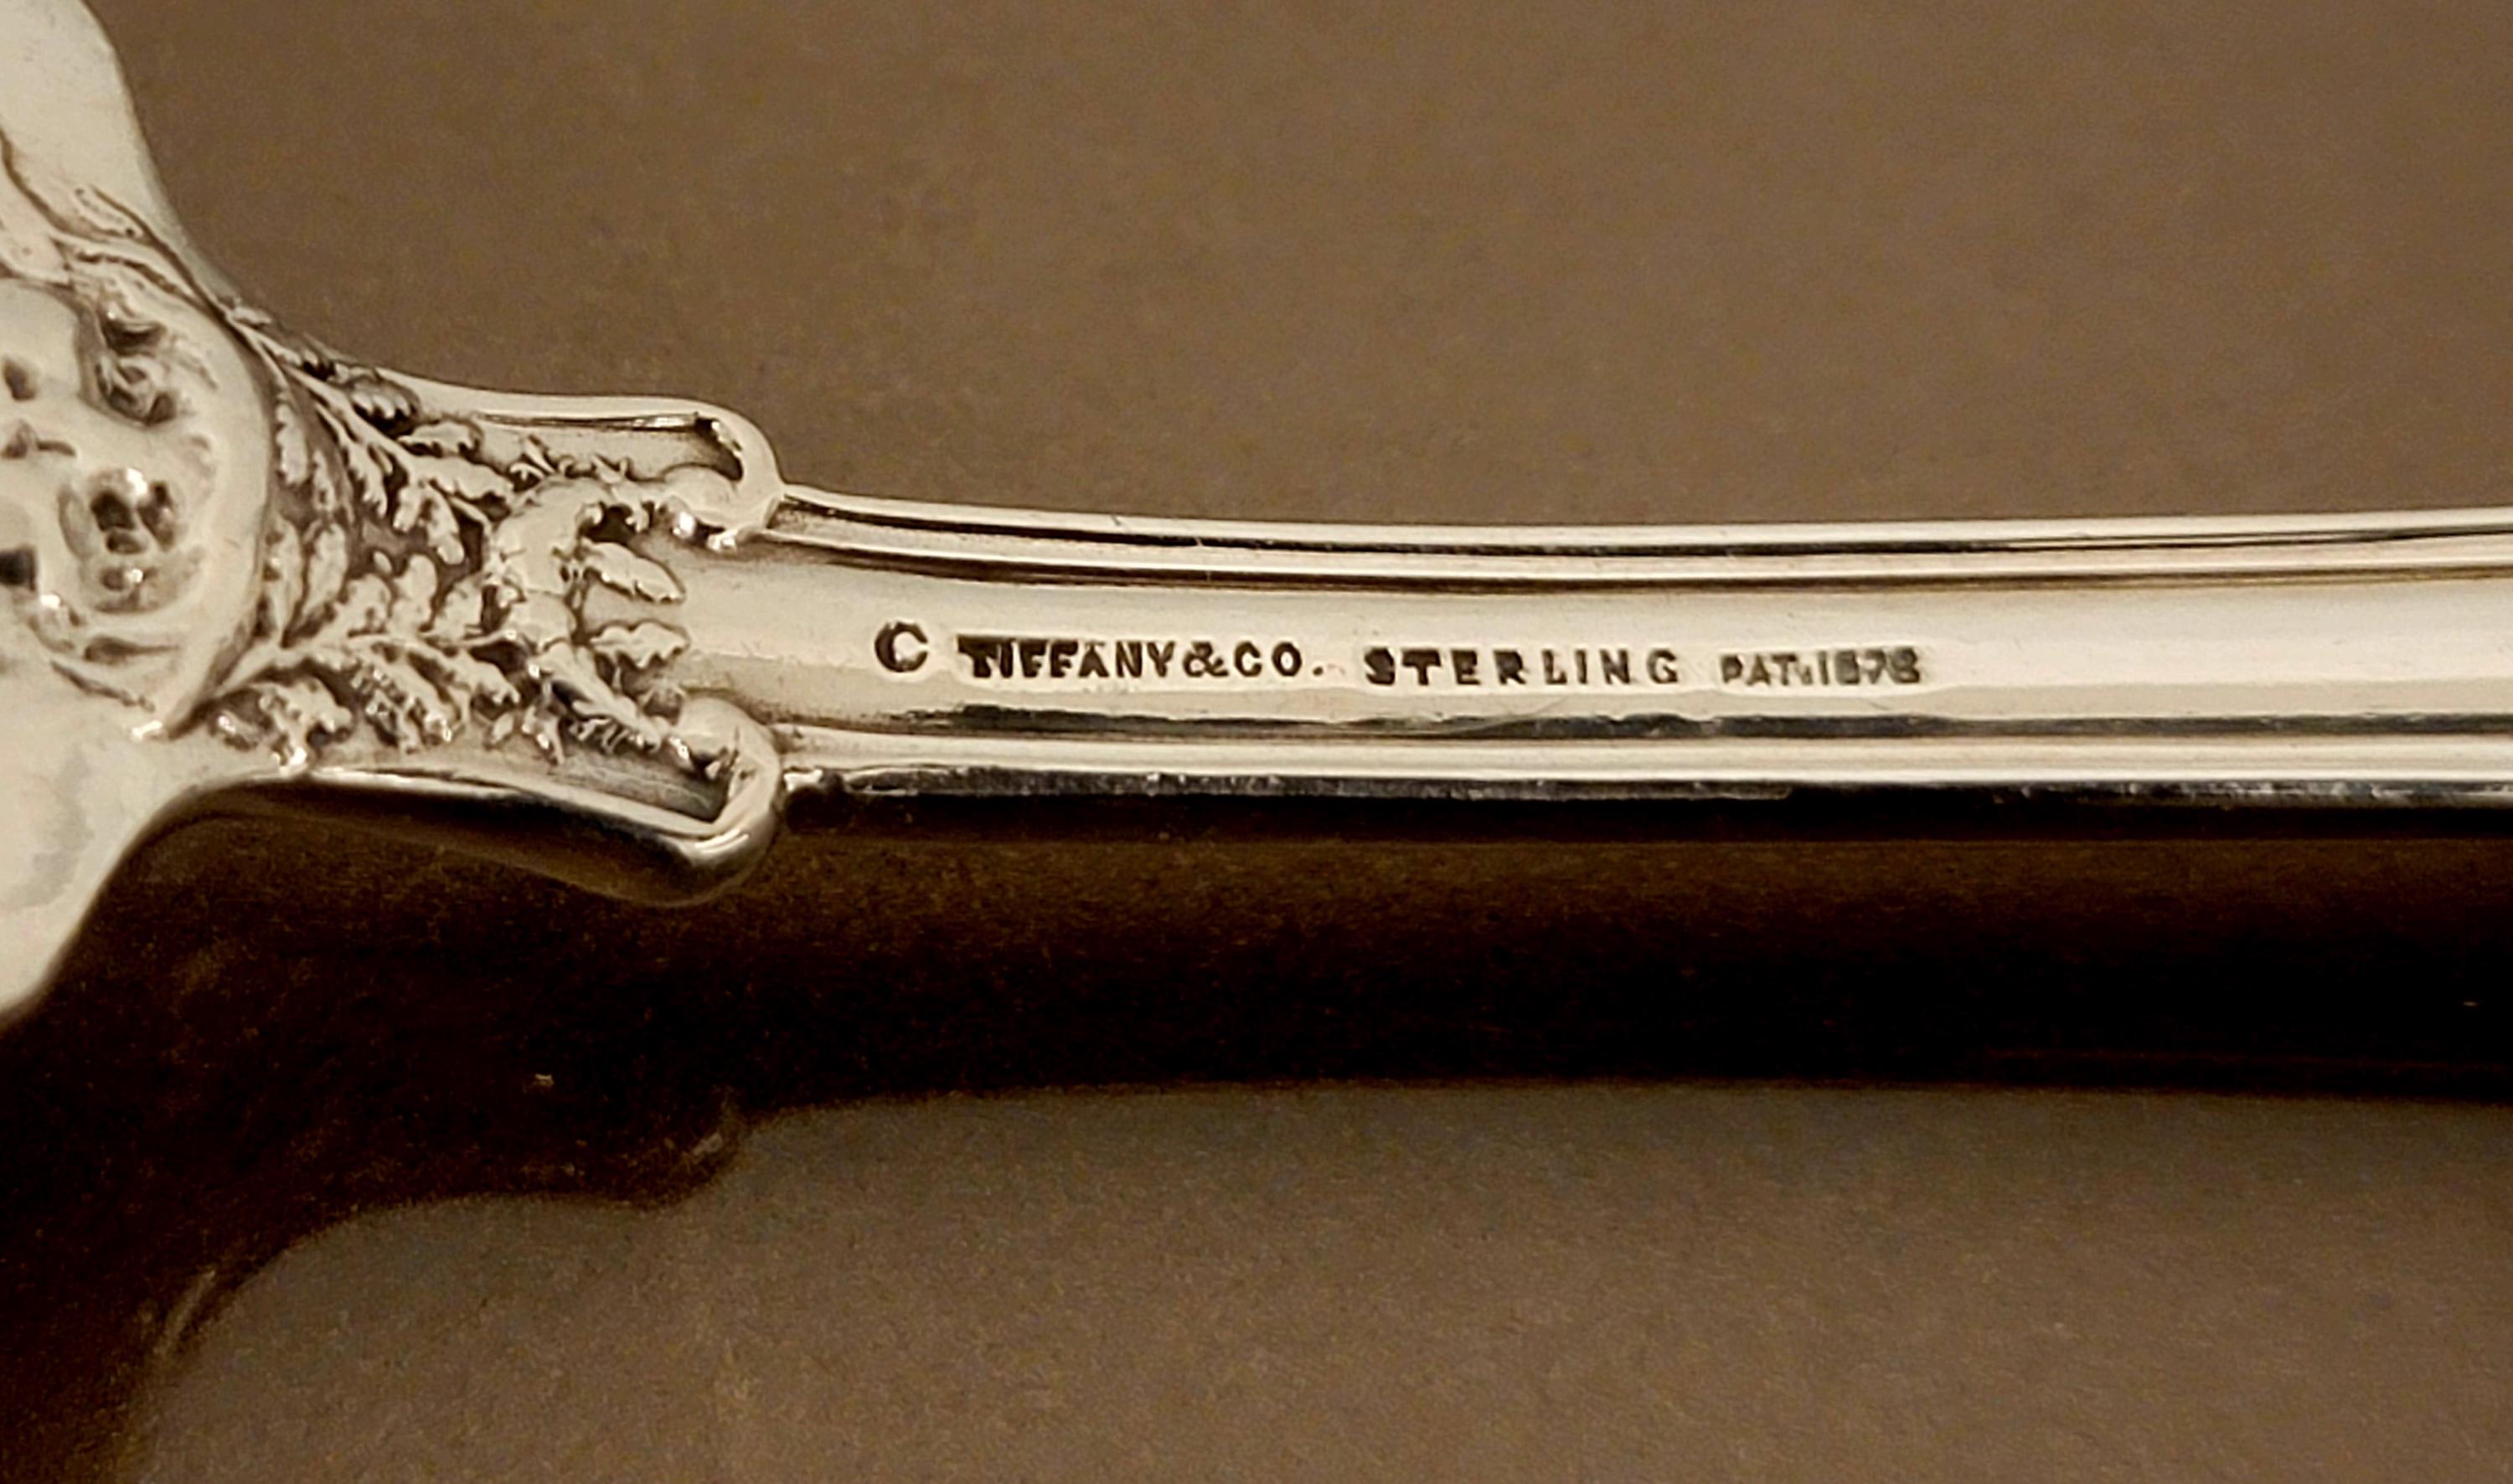 C TIFFANY&CO. STERLING PAT.1878